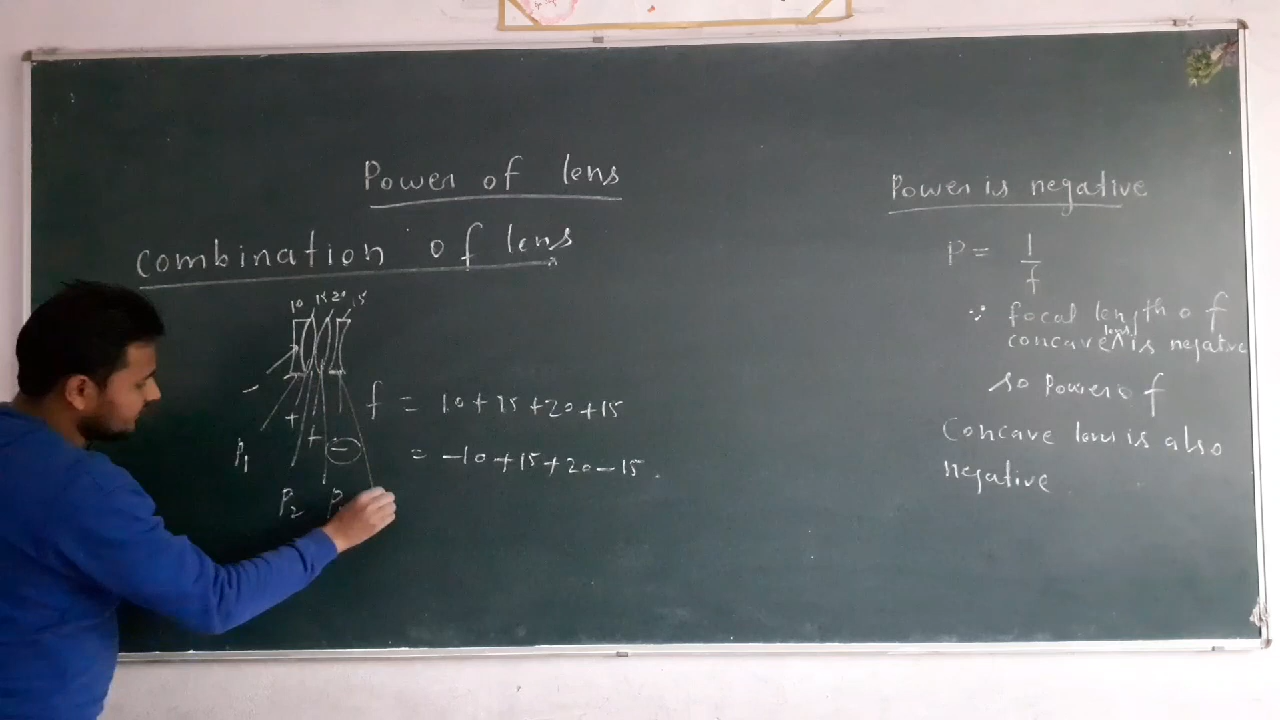 Power of lens
Combination of lens
10 15 20 15
-
+
+
-
P1
P2
P
f = 10+15+20+15
= -10+15+20-15.
Power is negative
P = 1/f
∵ focal length of
concave lens is negative
so Power of
Concave lens is also
negative